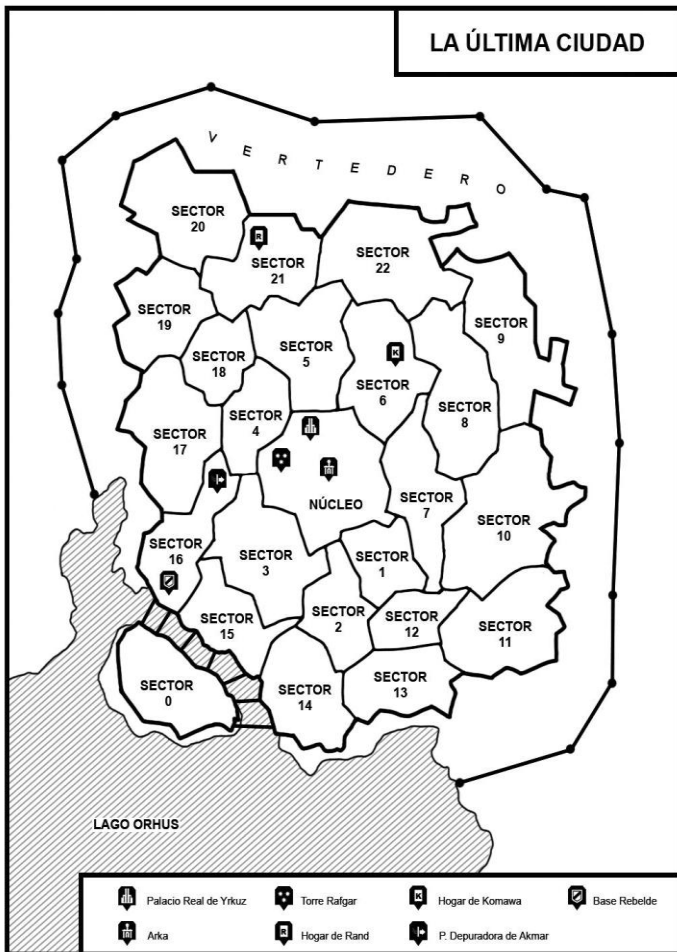 LA ÚLTIMA CIUDAD
VERTEDERO
SECTOR
20
SECTOR
21
R
SECTOR
22
SECTOR
19
SECTOR
9
SECTOR
18
SECTOR
5
K
SECTOR
6
SECTOR
8
SECTOR
4
SECTOR
17
NÚCLEO
SECTOR
7
SECTOR
10
SECTOR
16
SECTOR
3
SECTOR
1
SECTOR
15
SECTOR
2
SECTOR
12
SECTOR
11
SECTOR
0
SECTOR
14
SECTOR
13
LAGO ORHUS
Palacio Real de Yrkuz
Torre Rafgar
K Hogar de Komawa
Base Rebelde
Arka
R Hogar de Rand
P. Depuradora de Akmar